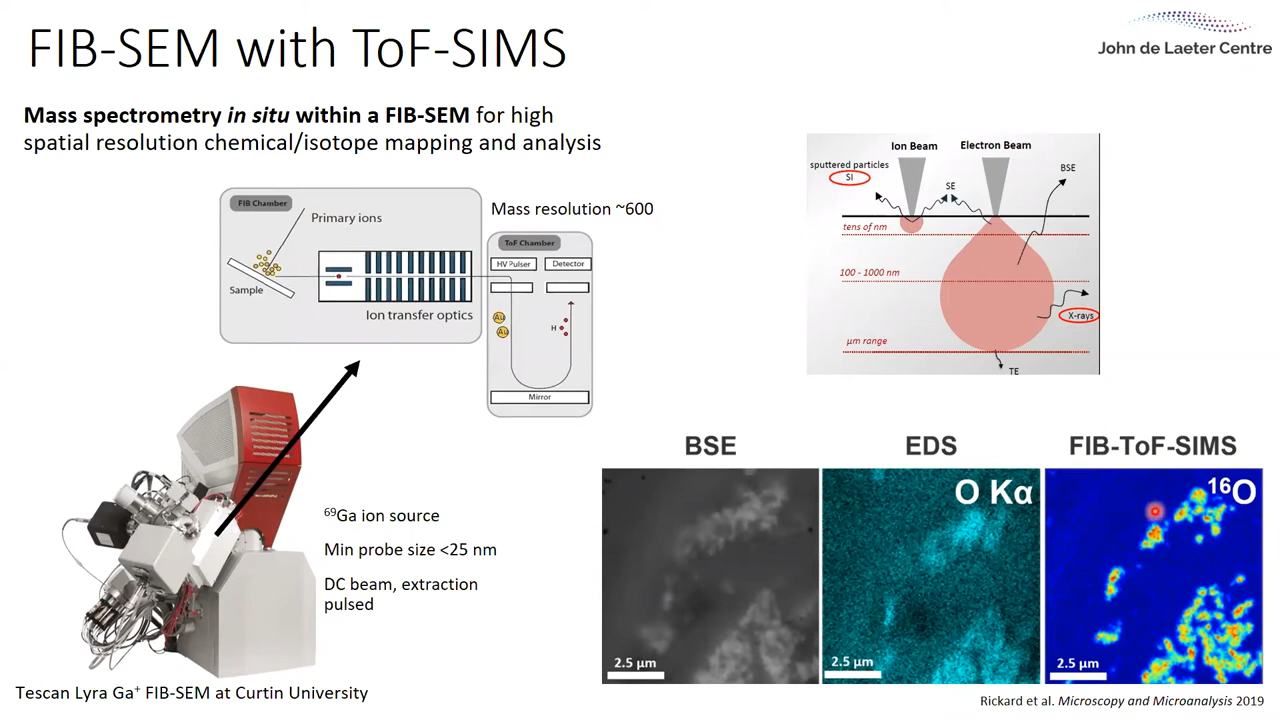 FIB-SEM with ToF-SIMS
John de Laeter Centre
Mass spectrometry in situ within a FIB-SEM for high
spatial resolution chemical/isotope mapping and analysis
FIB Chamber
Primary ions
Sample
Ion transfer optics
Mass resolution ~600
ToF Chamber
HV Pulser
Detector
Au
Au
H
Mirror
Ion Beam
Electron Beam
sputtered particles
SI
SE
BSE
tens of nm
100 - 1000 nm
X-rays
µm range
TE
⁶⁹Ga ion source
Min probe size <25 nm
DC beam, extraction
pulsed
Tescan Lyra Ga⁺ FIB-SEM at Curtin University
BSE
EDS
FIB-ToF-SIMS
O Kα
¹⁶O
2.5 µm
2.5 µm
2.5 µm
Rickard et al. Microscopy and Microanalysis 2019